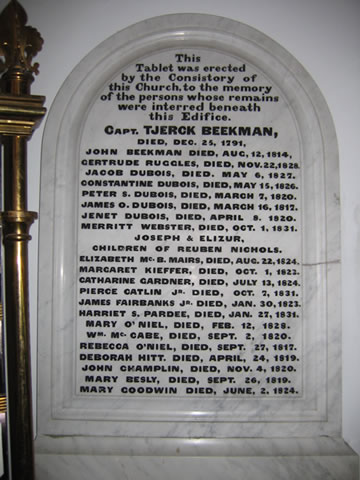 This
Tablet was erected
by the Consistory of
this Church, to the memory
of the persons whose remains
were interred beneath
this Edifice.
CAPT. TJERCK BEEKMAN,
DIED, DEC. 25, 1791,
JOHN BEEKMAN DIED, AUG, 12, 1814,
GERTRUDE RUGGLES, DIED, NOV. 22, 1828.
JACOB DUBOIS, DIED. MAY 6, 1827.
CONSTANTINE DUBOIS, DIED, MAY 15, 1826.
PETER S. DUBOIS, DIED, MARCH 7, 1820.
JAMES O. DUBOIS, DIED, MARCH 16, 1817.
JENET DUBOIS, DIED, APRIL 8. 1820.
MERRITT WEBSTER, DIED, OCT. 1, 1831.
JOSEPH & ELIZUR,
CHILDREN OF REUBEN NICHOLS.
ELIZABETH Mc. B. MAIRS, DIED, AUG. 22, 1824.
MARGARET KIEFFER, DIED, OCT. 1, 1823.
CATHARINE GARDNER, DIED, JULY 13, 1824.
PIERCE CATLIN JR. DIED, OCT. 7, 1831.
JAMES FAIRBANKS JR. DIED, JAN. 30, 1823.
HARRIET S. PARDEE, DIED, JAN. 27, 1831.
MARY O'NIEL, DIED, FEB. 12, 1828.
WM. Mc. CABE, DIED, SEPT. 2, 1820.
REBECCA O'NIEL, DIED, SEPT. 27, 1817.
DEBORAH HITT. DIED, APRIL, 24, 1819.
JOHN CHAMPLIN, DIED, NOV. 4, 1820.
MARY BESLY, DIED, SEPT. 26, 1819.
MARY GOODWIN DIED, JUNE, 2, 1824.